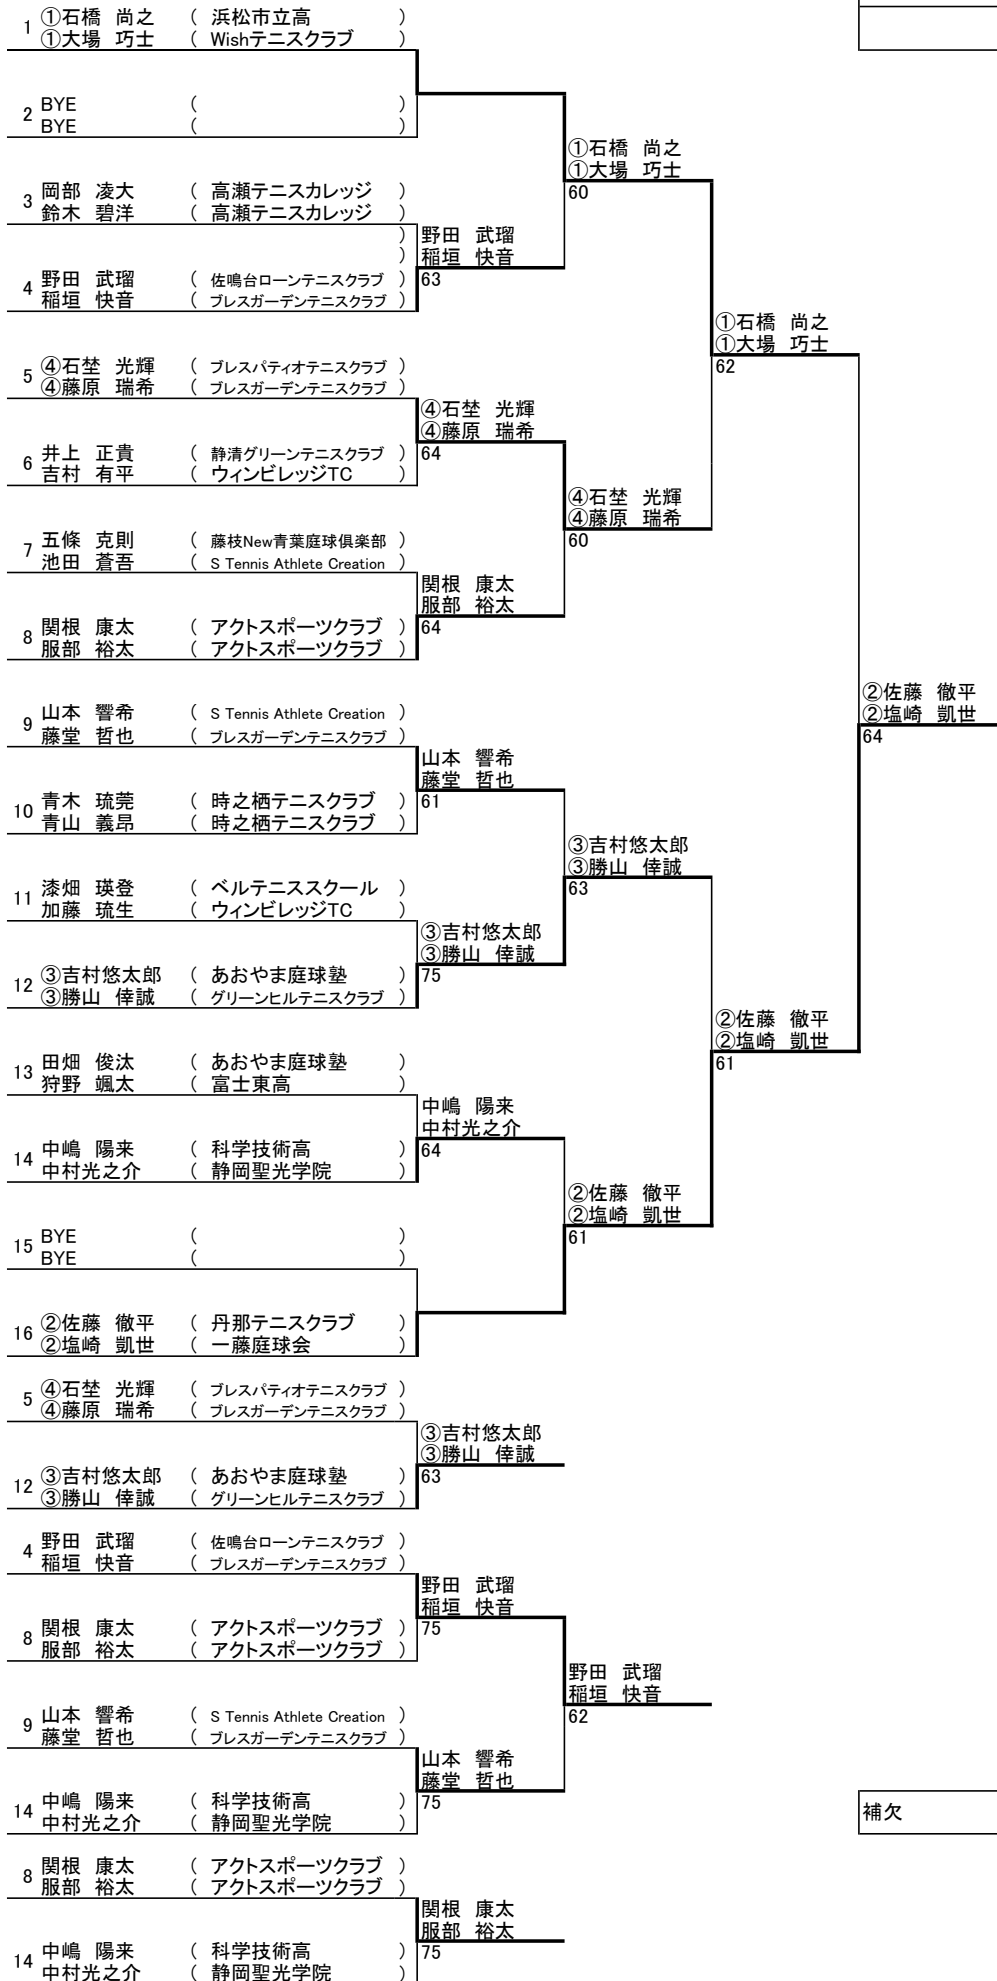 1 ①石橋 尚之 ( 浜松市立高 )
①大場 巧士 ( Wishテニスクラブ )
2 BYE ( )
BYE ( )
①石橋 尚之
①大場 巧士
60
3 岡部 凌大 ( 高瀬テニスカレッジ )
鈴木 碧洋 ( 高瀬テニスカレッジ )
野田 武瑠
稲垣 快音
63
4 野田 武瑠 ( 佐鳴台ローンテニスクラブ )
稲垣 快音 ( ブレスガーデンテニスクラブ )
①石橋 尚之
①大場 巧士
62
5 ④石埜 光輝 ( ブレスパティオテニスクラブ )
④藤原 瑞希 ( ブレスガーデンテニスクラブ )
④石埜 光輝
④藤原 瑞希
64
6 井上 正貴 ( 静清グリーンテニスクラブ )
吉村 有平 ( ウィンビレッジTC )
④石埜 光輝
④藤原 瑞希
60
7 五條 克則 ( 藤枝New青葉庭球倶楽部 )
池田 蒼吾 ( S Tennis Athlete Creation )
関根 康太
服部 裕太
64
8 関根 康太 ( アクトスポーツクラブ )
服部 裕太 ( アクトスポーツクラブ )
②佐藤 徹平
②塩崎 凱世
64
9 山本 響希 ( S Tennis Athlete Creation )
藤堂 哲也 ( ブレスガーデンテニスクラブ )
山本 響希
藤堂 哲也
61
10 青木 琉莞 ( 時之栖テニスクラブ )
青山 義昂 ( 時之栖テニスクラブ )
③吉村悠太郎
③勝山 倖誠
63
11 漆畑 瑛登 ( ベルテニススクール )
加藤 琉生 ( ウィンビレッジTC )
③吉村悠太郎
③勝山 倖誠
75
12 ③吉村悠太郎 ( あおやま庭球塾 )
③勝山 倖誠 ( グリーンヒルテニスクラブ )
②佐藤 徹平
②塩崎 凱世
61
13 田畑 俊汰 ( あおやま庭球塾 )
狩野 颯太 ( 富士東高 )
中嶋 陽来
中村光之介
64
14 中嶋 陽来 ( 科学技術高 )
中村光之介 ( 静岡聖光学院 )
②佐藤 徹平
②塩崎 凱世
61
15 BYE ( )
BYE ( )
16 ②佐藤 徹平 ( 丹那テニスクラブ )
②塩崎 凱世 ( 一藤庭球会 )
5 ④石埜 光輝 ( ブレスパティオテニスクラブ )
④藤原 瑞希 ( ブレスガーデンテニスクラブ )
③吉村悠太郎
③勝山 倖誠
63
12 ③吉村悠太郎 ( あおやま庭球塾 )
③勝山 倖誠 ( グリーンヒルテニスクラブ )
4 野田 武瑠 ( 佐鳴台ローンテニスクラブ )
稲垣 快音 ( ブレスガーデンテニスクラブ )
野田 武瑠
稲垣 快音
75
8 関根 康太 ( アクトスポーツクラブ )
服部 裕太 ( アクトスポーツクラブ )
野田 武瑠
稲垣 快音
62
9 山本 響希 ( S Tennis Athlete Creation )
藤堂 哲也 ( ブレスガーデンテニスクラブ )
山本 響希
藤堂 哲也
75
14 中嶋 陽来 ( 科学技術高 )
中村光之介 ( 静岡聖光学院 )
補欠
8 関根 康太 ( アクトスポーツクラブ )
服部 裕太 ( アクトスポーツクラブ )
関根 康太
服部 裕太
75
14 中嶋 陽来 ( 科学技術高 )
中村光之介 ( 静岡聖光学院 )